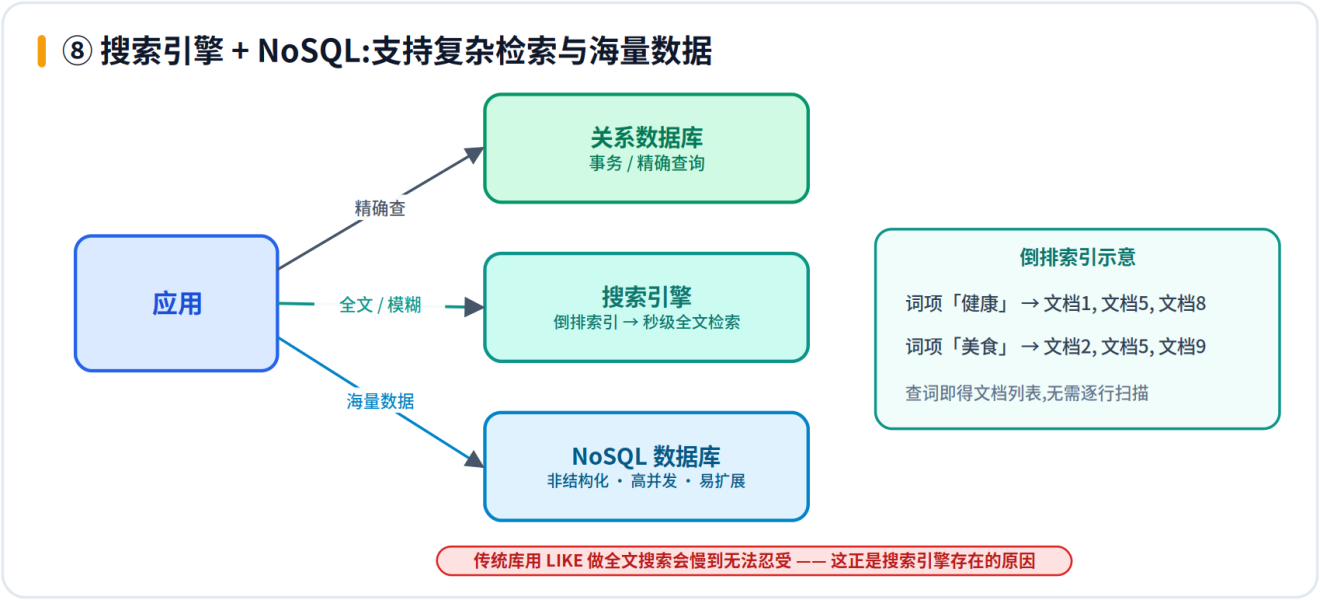 ⑧ 搜索引擎 + NoSQL:支持复杂检索与海量数据
关系数据库
事务 / 精确查询
精确查
应用
全文 / 模糊
搜索引擎
倒排索引 → 秒级全文检索
海量数据
NoSQL 数据库
非结构化 · 高并发 · 易扩展
倒排索引示意
词项「健康」 → 文档1, 文档5, 文档8
词项「美食」 → 文档2, 文档5, 文档9
查词即得文档列表,无需逐行扫描
传统库用 LIKE 做全文搜索会慢到无法忍受 —— 这正是搜索引擎存在的原因